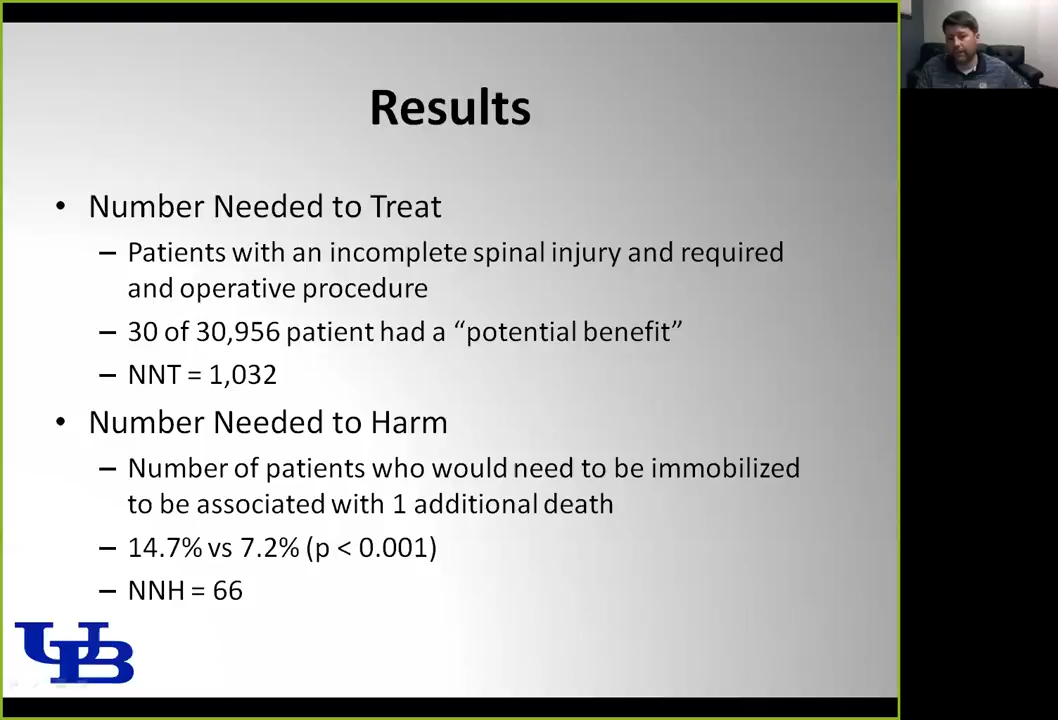 Results
• Number Needed to Treat
– Patients with an incomplete spinal injury and required
and operative procedure
– 30 of 30,956 patient had a “potential benefit”
– NNT = 1,032
• Number Needed to Harm
– Number of patients who would need to be immobilized
to be associated with 1 additional death
– 14.7% vs 7.2% (p < 0.001)
– NNH = 66
UB